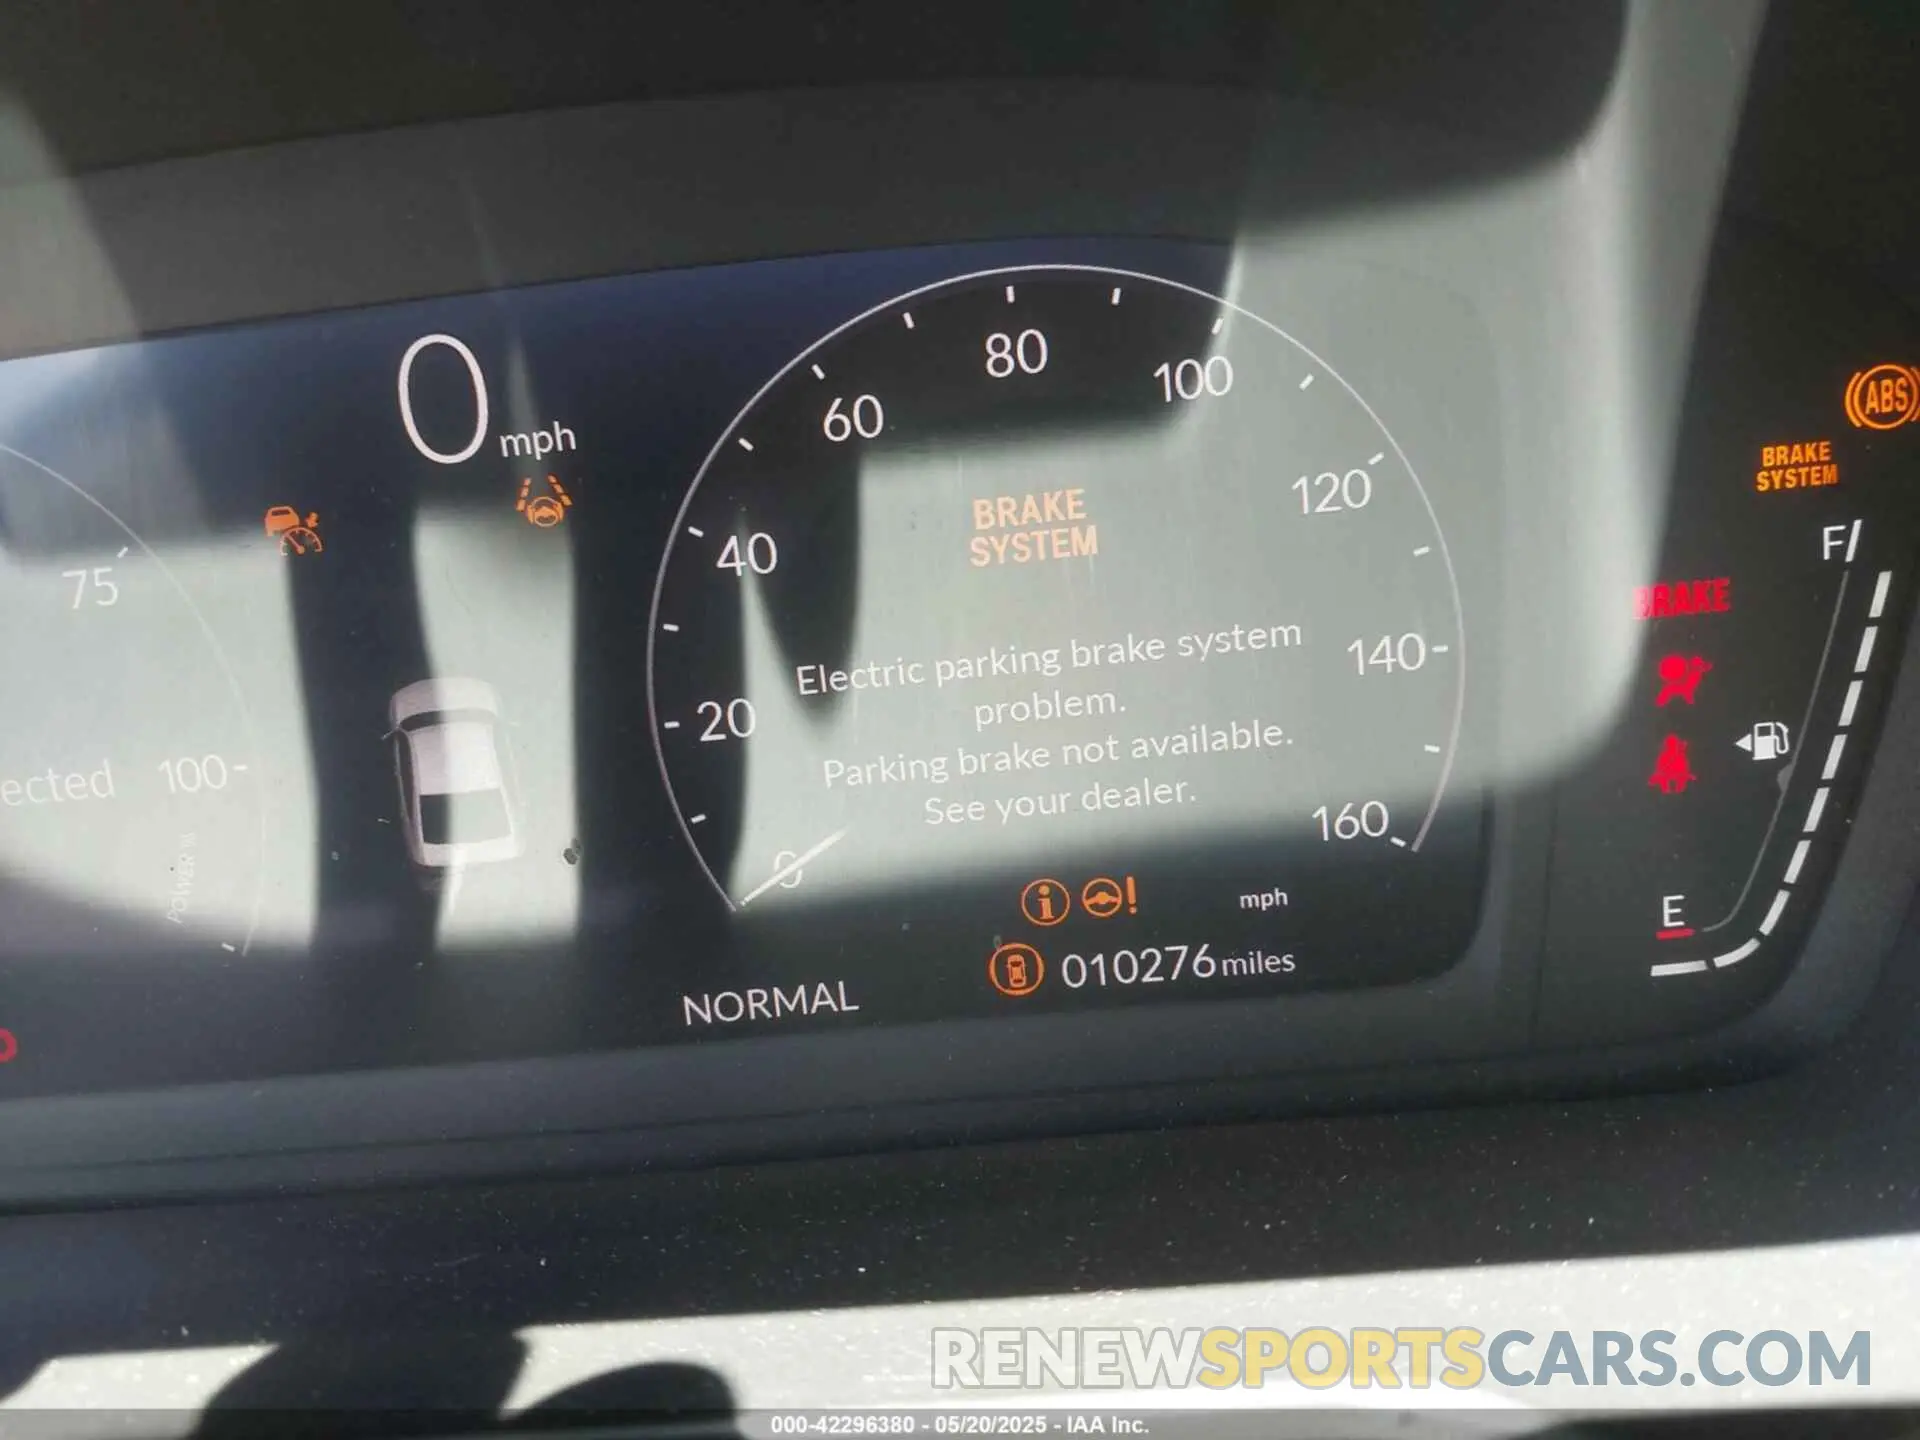 0 mph
75
ected 100
POWER
0
20
40
60
80
100
120
140
160
BRAKE
SYSTEM
Electric parking brake system
problem.
Parking brake not available.
See your dealer.
mph
010276 miles
NORMAL
ABS
BRAKE
SYSTEM
F
BRAKE
E
RENEWSPORTSCARS.COM
000-42296380 - 05/20/2025 - IAA Inc.